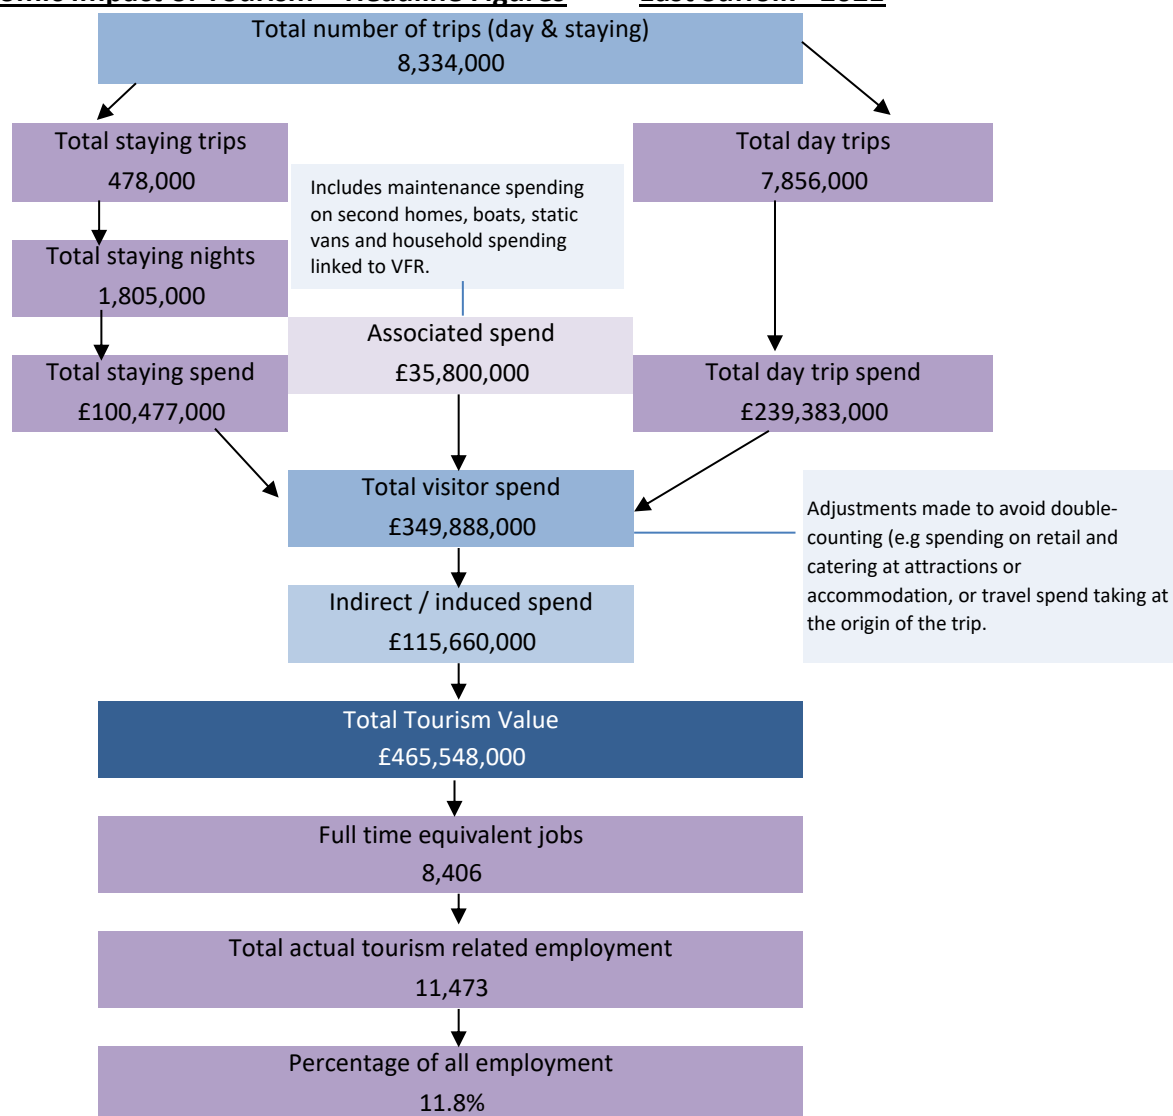 Total number of trips (day & staying)
8,334,000
Total staying trips
478,000
Total day trips
7,856,000
Includes maintenance spending
on second homes, boats, static
vans and household spending
linked to VFR.
Total staying nights
1,805,000
Associated spend
£35,800,000
Total staying spend
£100,477,000
Total day trip spend
£239,383,000
Total visitor spend
£349,888,000
Adjustments made to avoid double-
counting (e.g spending on retail and
catering at attractions or
accommodation, or travel spend taking at
the origin of the trip.
Indirect / induced spend
£115,660,000
Total Tourism Value
£465,548,000
Full time equivalent jobs
8,406
Total actual tourism related employment
11,473
Percentage of all employment
11.8%